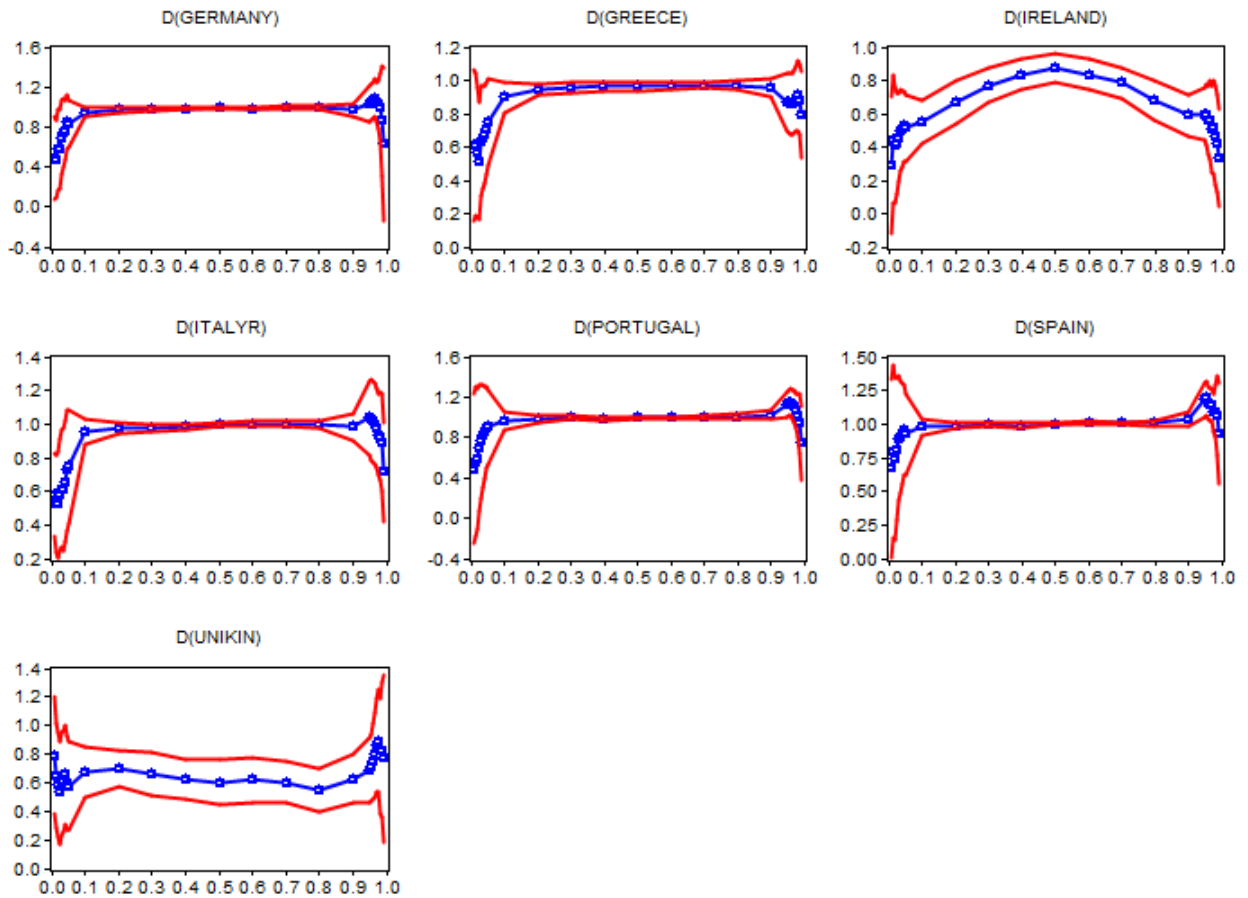 D(GERMANY) D(GREECE) D(IRELAND)
1.6 1.2 1.0
1.2 1.0 0.8
0.8 0.8 0.6
0.4 0.6 0.4
0.0 0.4 0.2
0.2 0.0
-0.4 0.0 -0.2
0.0 0.1 0.2 0.3 0.4 0.5 0.6 0.7 0.8 0.9 1.0 0.0 0.1 0.2 0.3 0.4 0.5 0.6 0.7 0.8 0.9 1.0 0.0 0.1 0.2 0.3 0.4 0.5 0.6 0.7 0.8 0.9 1.0
D(ITALYR) D(PORTUGAL) D(SPAIN)
1.4 1.6 1.50
1.2 1.2 1.25
1.0 0.8 1.00
0.8 0.4 0.75
0.6 0.0 0.50
0.4 0.25
0.2 -0.4 0.00
0.0 0.1 0.2 0.3 0.4 0.5 0.6 0.7 0.8 0.9 1.0 0.0 0.1 0.2 0.3 0.4 0.5 0.6 0.7 0.8 0.9 1.0 0.0 0.1 0.2 0.3 0.4 0.5 0.6 0.7 0.8 0.9 1.0
D(UNIKIN)
1.4
1.2
1.0
0.8
0.6
0.4
0.2
0.0
0.0 0.1 0.2 0.3 0.4 0.5 0.6 0.7 0.8 0.9 1.0